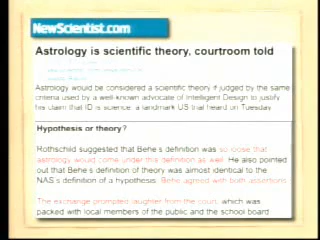 NewScientist.com
Astrology is scientific theory, courtroom told
Astrology would be considered a scientific theory if judged by the same
criteria used by a well-known advocate of Intelligent Design to justify
his claim that ID is science, a landmark US trial heard on Tuesday.
Hypothesis or theory?
Rothschild suggested that Behe's definition was so loose that
astrology would come under this definition as well. He also pointed
out that Behe's definition of theory was almost identical to the
NAS's definition of a hypothesis. Behe agreed with both assertions.
The exchange prompted laughter from the court, which was
packed with local members of the public and the school board